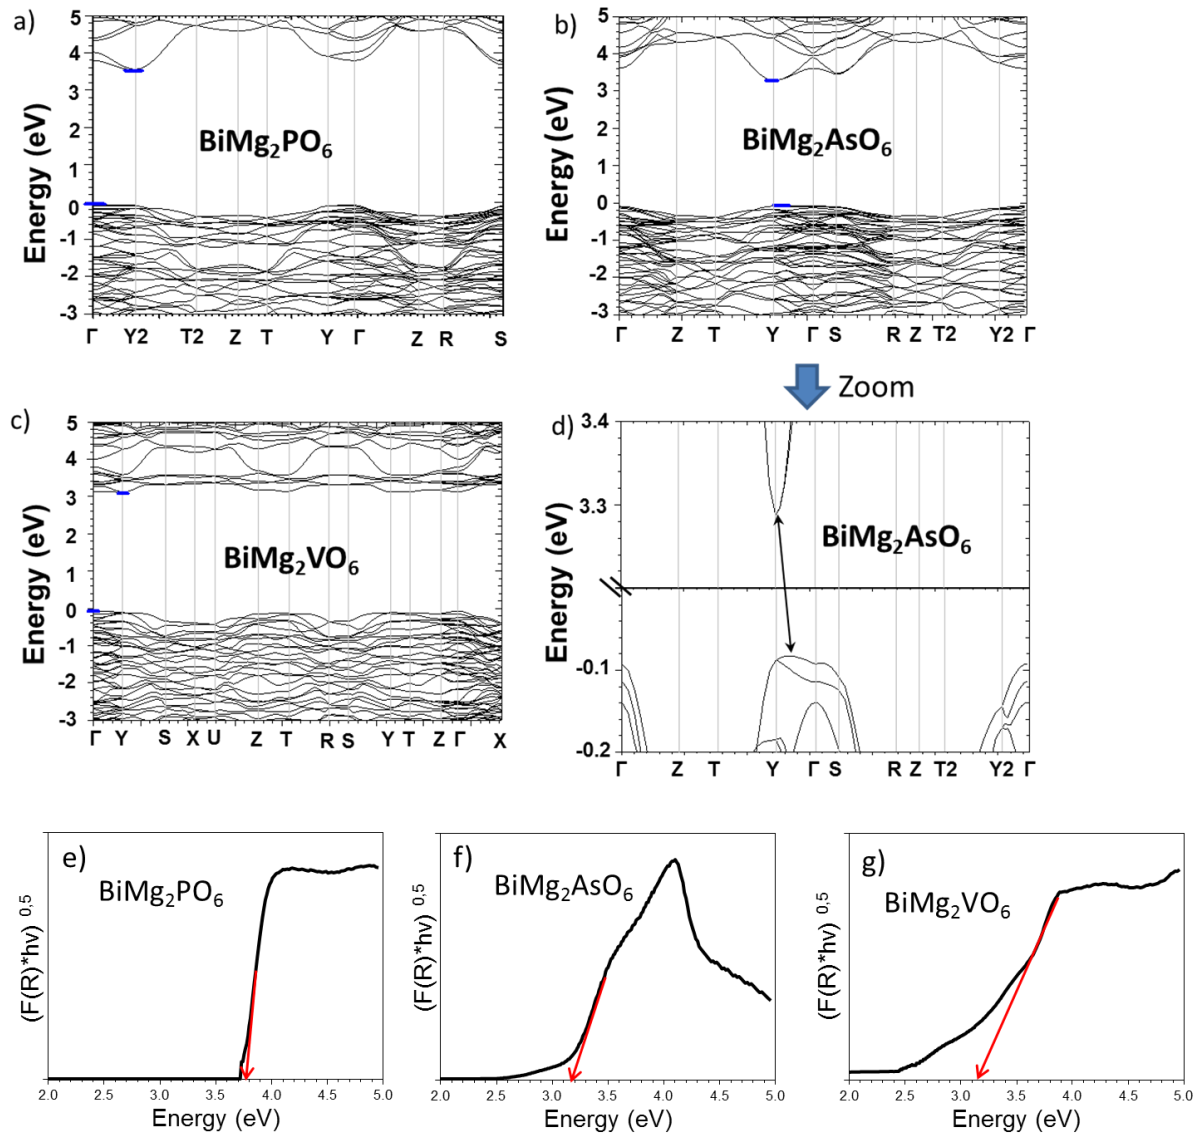 a)
Energy (eV)
5
4
3
2
1
0
-1
-2
-3
BiMg₂PO₆
Γ Y2 T2 Z T Y Γ Z R S
b)
Energy (eV)
5
4
3
2
1
0
-1
-2
-3
BiMg₂AsO₆
Γ Z T Y Γ S R Z T2 Y2 Γ
Zoom
c)
Energy (eV)
5
4
3
2
1
0
-1
-2
-3
BiMg₂VO₆
Γ Y S X U Z T R S Y T Z Γ X
d)
Energy (eV)
3.4
3.3
-0.1
-0.2
BiMg₂AsO₆
Γ Z T Y Γ S R Z T2 Y2 Γ
e)
BiMg₂PO₆
(F(R)*hν) 0,5
2.0 2.5 3.0 3.5 4.0 4.5 5.0
Energy (eV)
f)
BiMg₂AsO₆
(F(R)*hν) 0,5
2.0 2.5 3.0 3.5 4.0 4.5 5.0
Energy (eV)
g)
BiMg₂VO₆
(F(R)*hν) 0,5
2.0 2.5 3.0 3.5 4.0 4.5 5.0
Energy (eV)